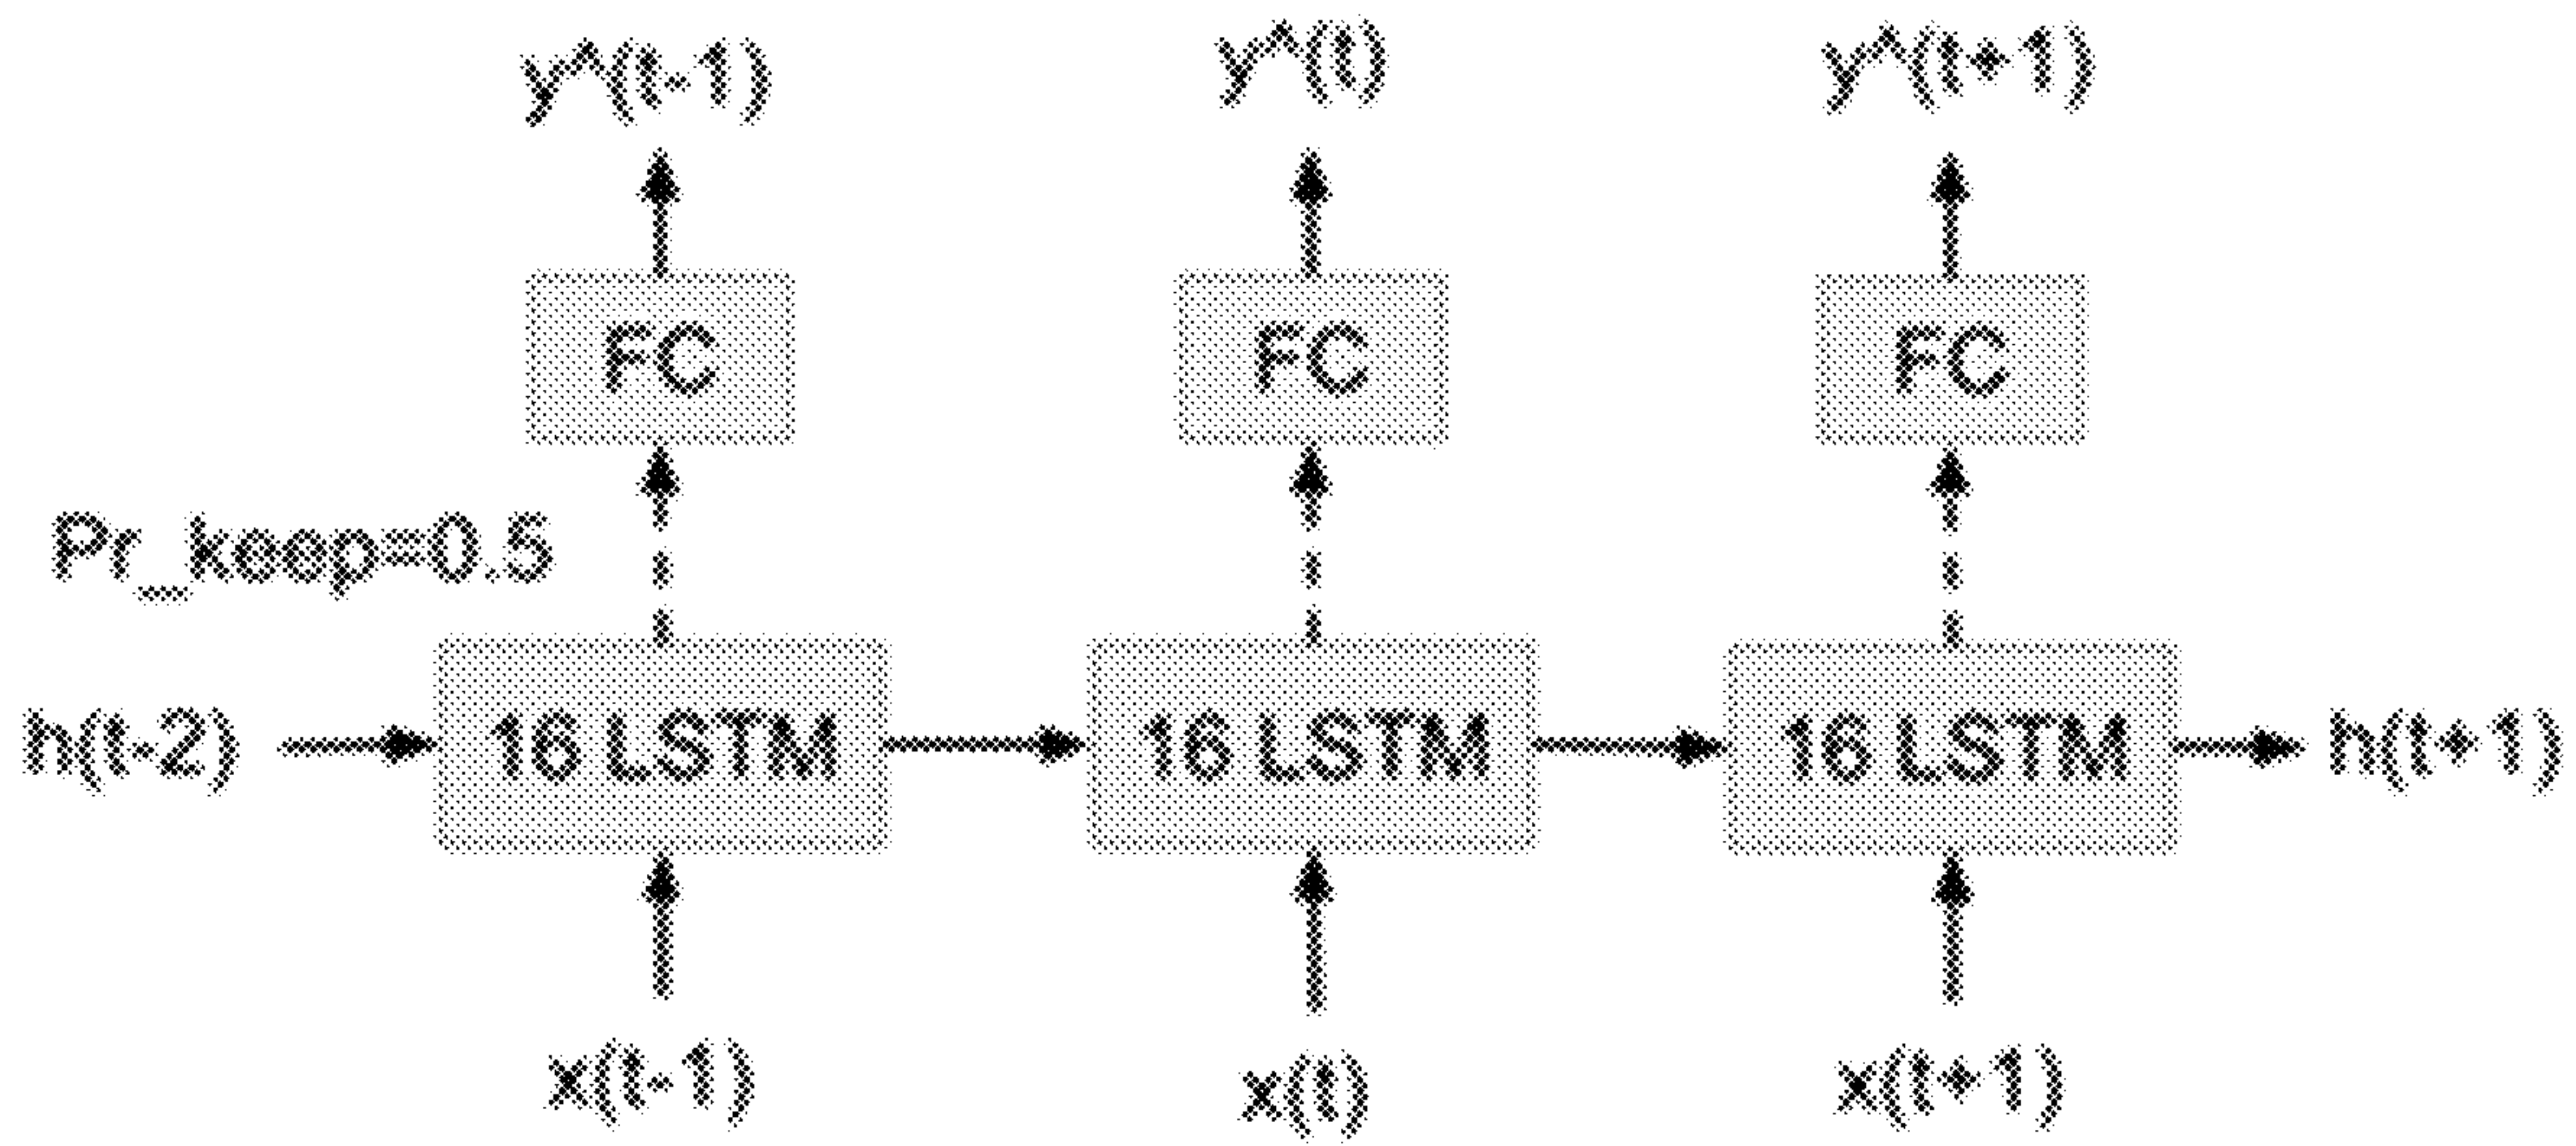 y^(t-1) y^(t) y^(t+1)
FC FC FC
Pr_keep=0.5
h(t-2) 16 LSTM 16 LSTM 16 LSTM h(t+1)
x(t-1) x(t) x(t+1)